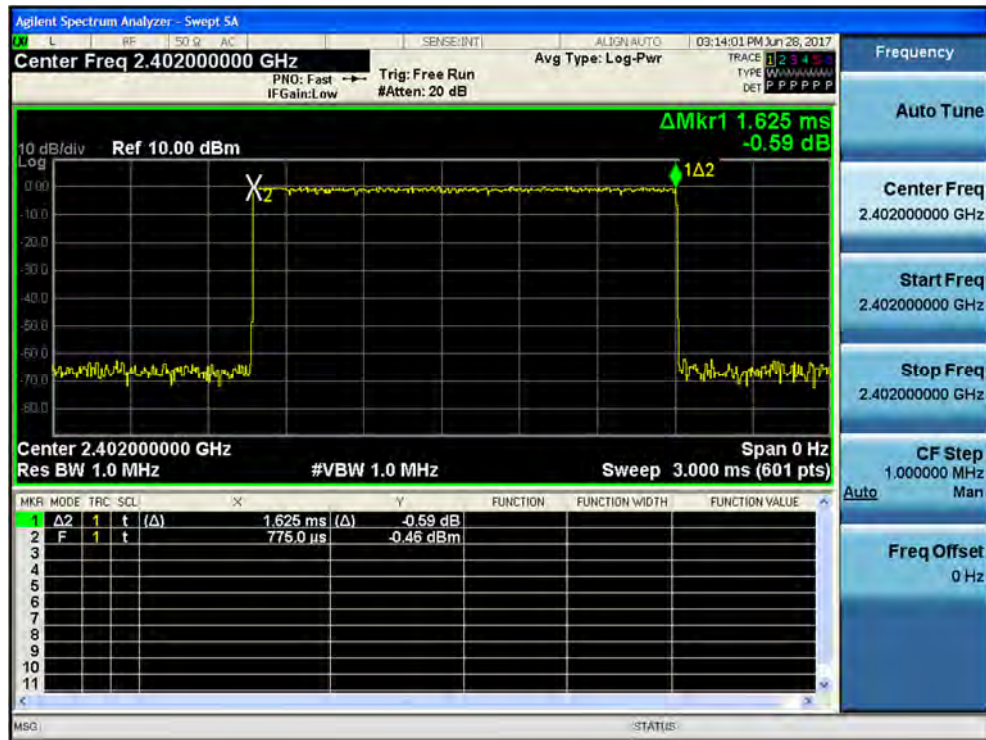 Agilent Spectrum Analyzer - Swept SA
L RF 50 Ω AC SENSE:INT ALIGN AUTO 03:14:01 PM Jun 28, 2017
Center Freq 2.402000000 GHz
PNO: Fast
IFGain:Low
Trig: Free Run
#Atten: 20 dB
Avg Type: Log-Pwr
TRACE 1 2 3 4 5 6
TYPE
DET P P P P P P
ΔMkr1 1.625 ms
-0.59 dB
10 dB/div
Log
Ref 10.00 dBm
1Δ2
2
0.00
-10.0
-20.0
-30.0
-40.0
-50.0
-60.0
-70.0
-80.0
Center 2.402000000 GHz Span 0 Hz
Res BW 1.0 MHz #VBW 1.0 MHz Sweep 3.000 ms (601 pts)
MKR MODE TRC SCL X Y FUNCTION FUNCTION WIDTH FUNCTION VALUE
1 Δ2 1 t (Δ) 1.625 ms (Δ) -0.59 dB
2 F 1 t 775.0 µs -0.46 dBm
3
4
5
6
7
8
9
10
11
MSG STATUS
Frequency
Auto Tune
Center Freq
2.402000000 GHz
Start Freq
2.402000000 GHz
Stop Freq
2.402000000 GHz
CF Step
1.000000 MHz
Auto Man
Freq Offset
0 Hz